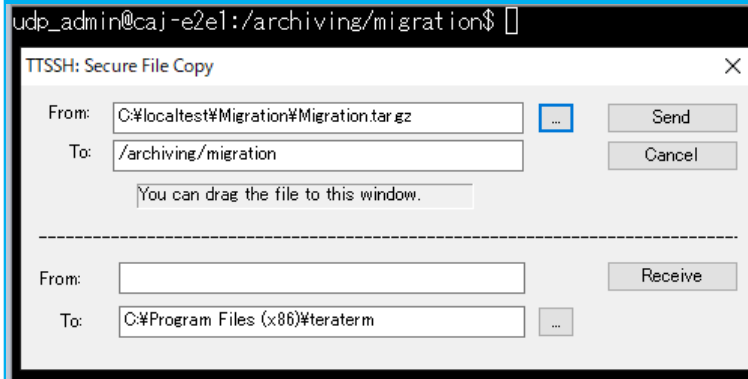 udp_admin@caj-e2e1:/archiving/migration$
TTSSH: Secure File Copy
From: C:¥localtest¥Migration¥Migration.tar.gz ... Send
To: /archiving/migration Cancel
You can drag the file to this window.
From: Receive
To: C:¥Program Files (x86)¥teraterm ...